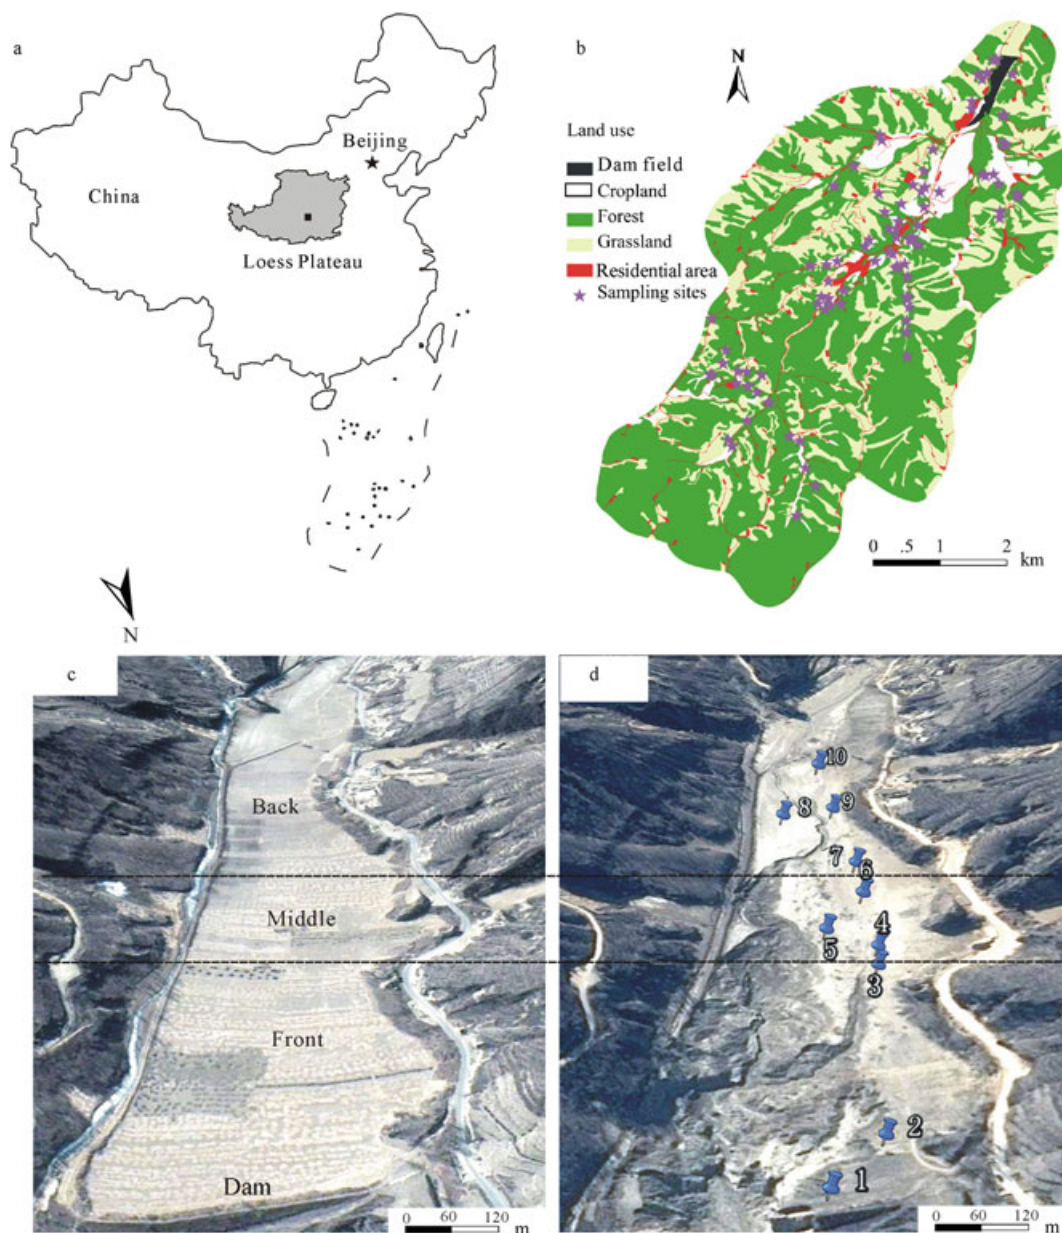 a
Beijing
China
Loess Plateau
N
b
N
Land use
Dam field
Cropland
Forest
Grassland
Residential area
Sampling sites
0 .5 1 2
km
c
Back
Middle
Front
Dam
0 60 120
m
d
10
9
8
7
6
4
5
3
2
1
0 60 120
m